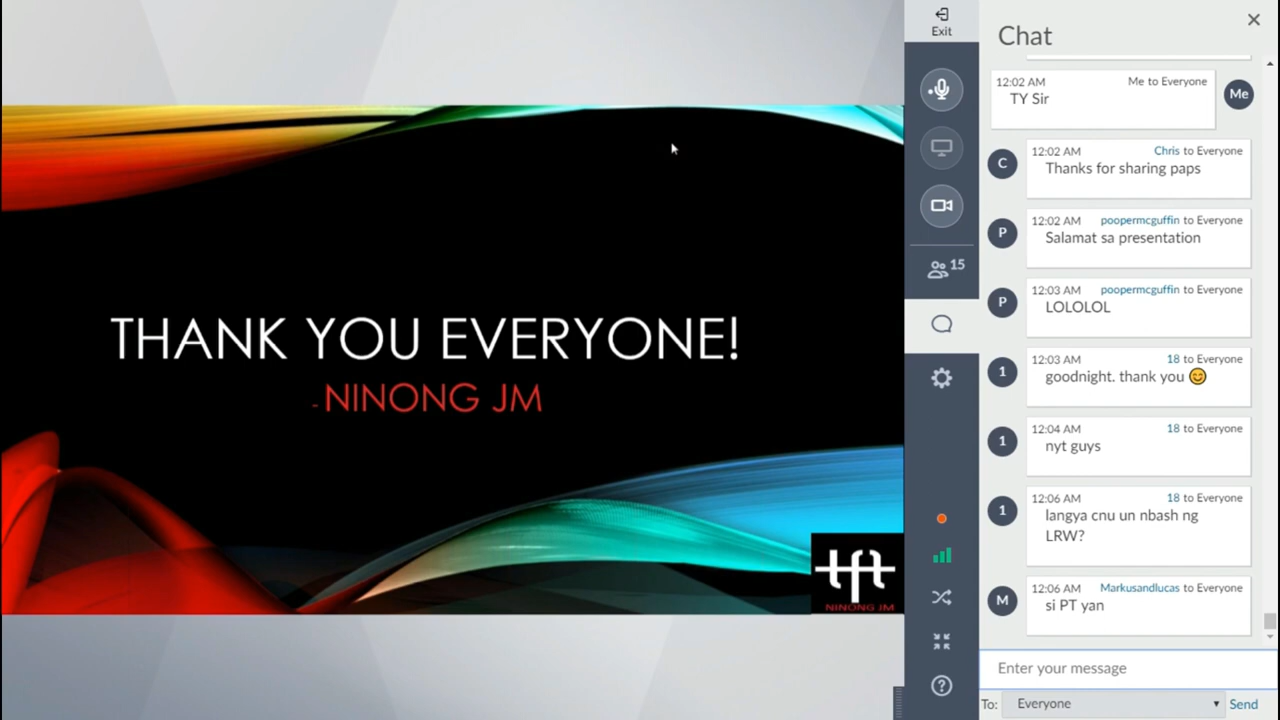 THANK YOU EVERYONE!
- NINONG JM
tft
NINONG JM
Exit
15
Chat
12:02 AM Me to Everyone
TY Sir
Me
C
12:02 AM Chris to Everyone
Thanks for sharing paps
P
12:02 AM poopermcguffin to Everyone
Salamat sa presentation
P
12:03 AM poopermcguffin to Everyone
LOLOLOL
1
12:03 AM 18 to Everyone
goodnight. thank you 😊
1
12:04 AM 18 to Everyone
nyt guys
1
12:06 AM 18 to Everyone
langya cnu un nbash ng
LRW?
M
12:06 AM Markusandlucas to Everyone
si PT yan
Enter your message
To: Everyone Send